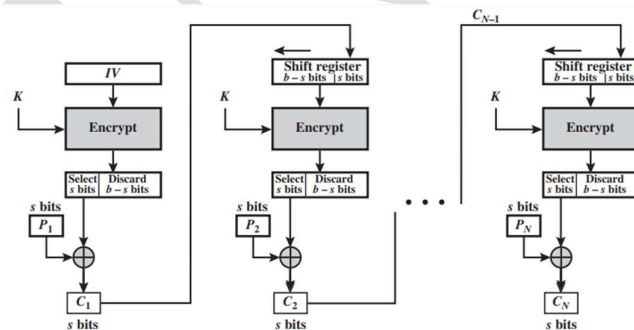 C_{N-1}
IV
Shift register
b – s bits | s bits
Shift register
b – s bits | s bits
K
K
K
Encrypt
Encrypt
Encrypt
Select
s bits
Discard
b – s bits
Select
s bits
Discard
b – s bits
Select
s bits
Discard
b – s bits
s bits
P_1
s bits
P_2
s bits
P_N
C_1
C_2
C_N
s bits
s bits
s bits